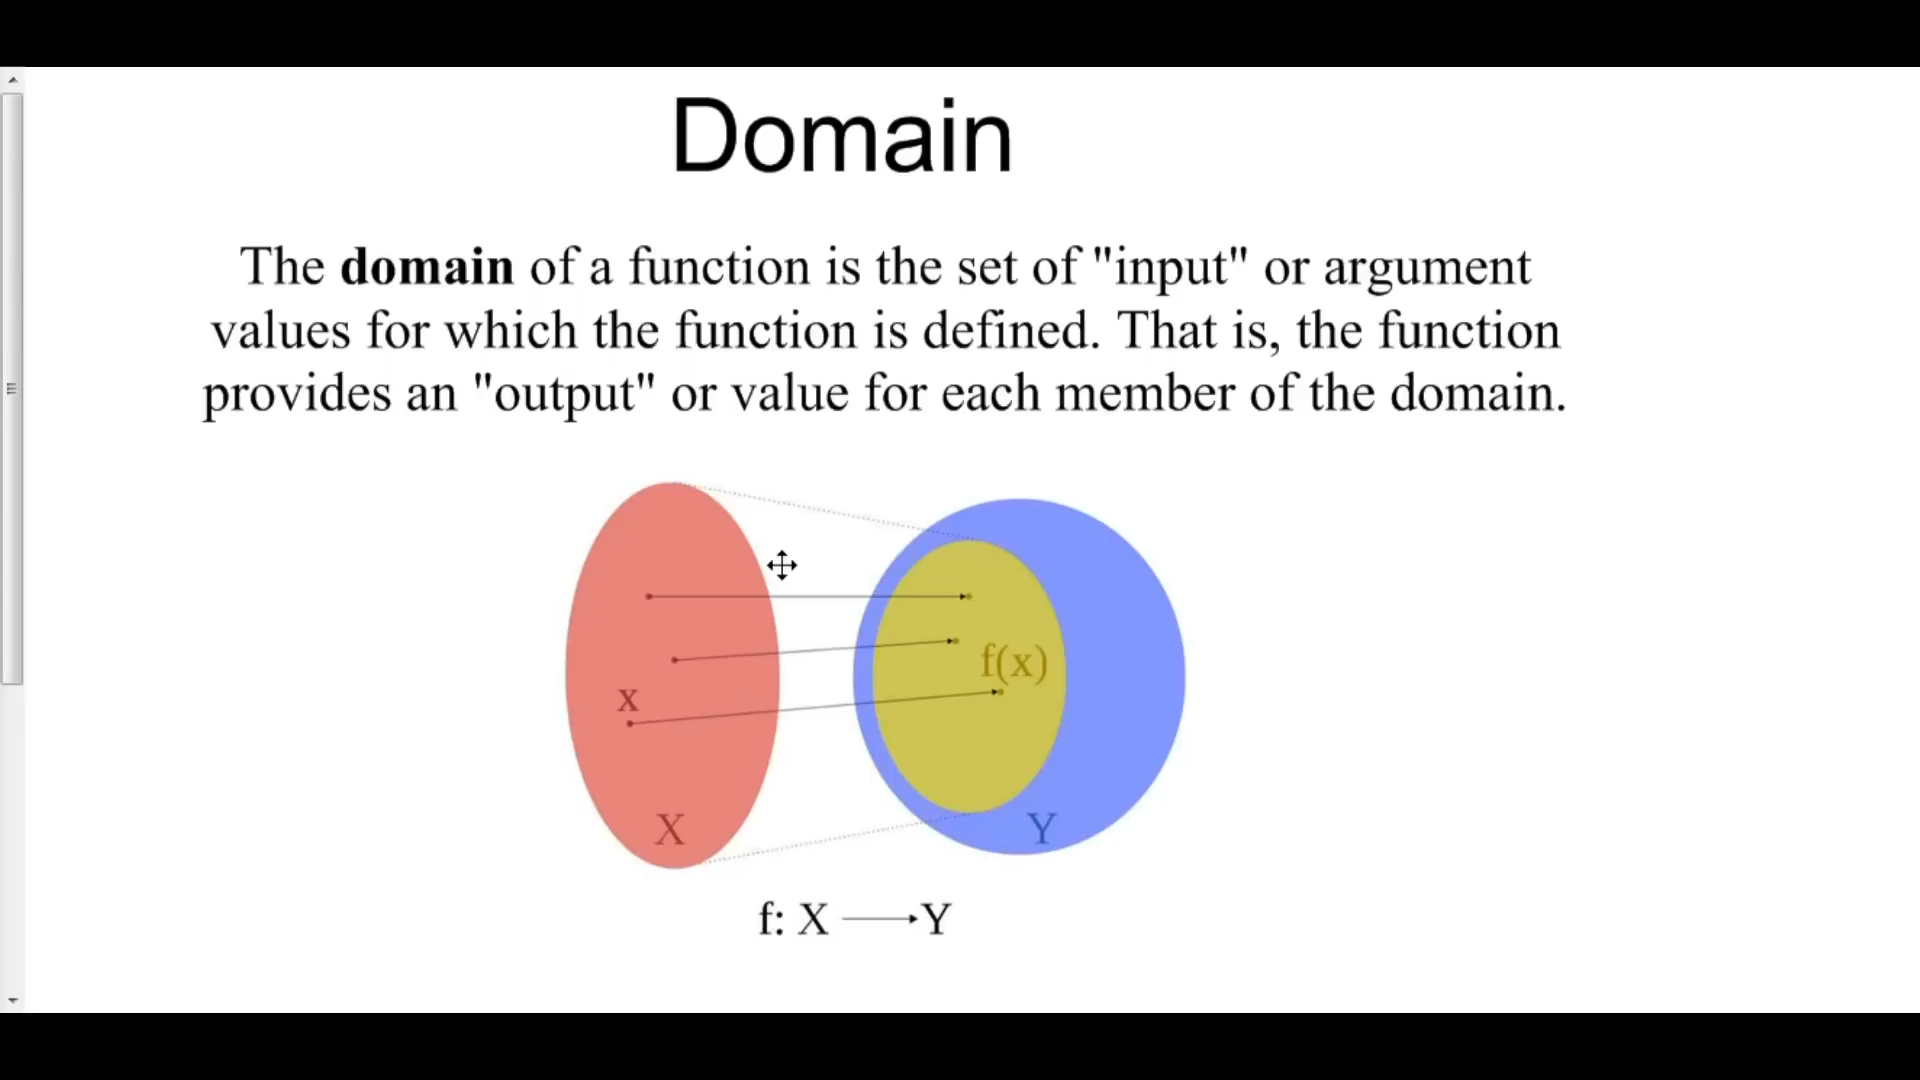 Domain
The domain of a function is the set of "input" or argument
values for which the function is defined. That is, the function
provides an "output" or value for each member of the domain.
f(x)
x
X
Y
f: X ⟶ Y